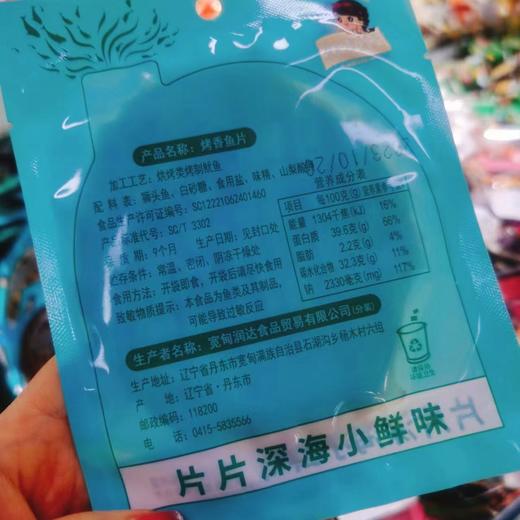 产品名称：烤香鱼片
2023/10/2
加工工艺：烘烤类烤制鱿鱼
配 料 表：狮头鱼、白砂糖、食用盐、味精、山梨酸钾
食品生产许可证编号：SC12221062401460
产品标准代号：SC/T 3302
保 质 期：9个月 生产日期：见封口处
贮存条件：常温、密闭、阴凉干燥处
食用方法：开袋即食，开袋后请尽快食用
致敏物质提示：本食品为鱼类及其制品，
可能导致过敏反应
营养成分表
项目 每100克(g) 营养素参考值%
能量 1304千焦(kJ) 16%
蛋白质 39.6克(g) 66%
脂肪 2.2克(g) 4%
碳水化合物 32.3克(g) 11%
钠 2330毫克(mg) 117%
生产者名称：宽甸润达食品贸易有限公司(分装)
生产地址：辽宁省丹东市宽甸满族自治县石湖沟乡杨木村六组
产 地：辽宁省·丹东市
邮政编码：118200
电 话：0415-5835566
片片深海小鲜味